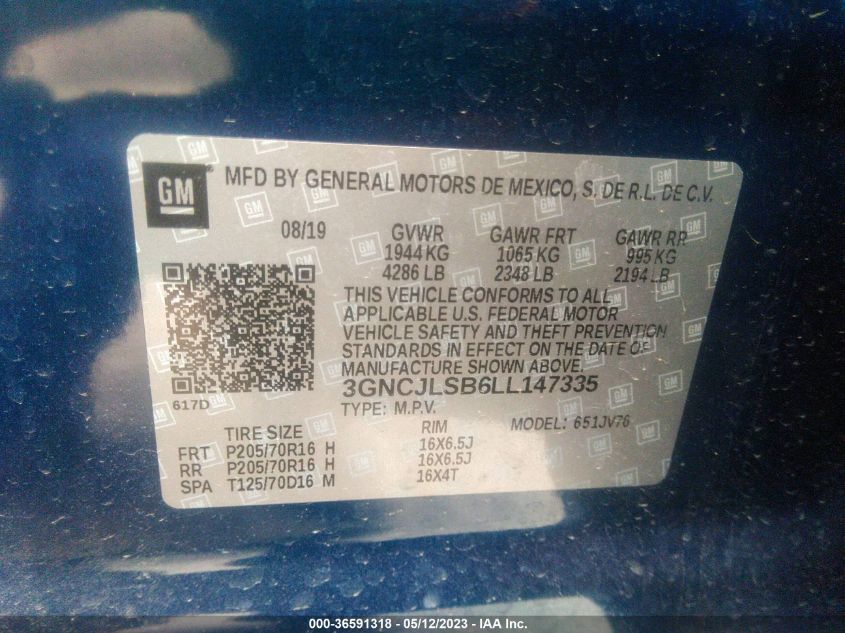 GM MFD BY GENERAL MOTORS DE MEXICO, S. DE R.L. DE C.V.
08/19 GVWR GAWR FRT GAWR RR
1944 KG 1065 KG 995 KG
4286 LB 2348 LB 2194 LB
THIS VEHICLE CONFORMS TO ALL
APPLICABLE U.S. FEDERAL MOTOR
VEHICLE SAFETY AND THEFT PREVENTION
STANDARDS IN EFFECT ON THE DATE OF
MANUFACTURE SHOWN ABOVE.
3GNCJLSB6LL147335
617D
TYPE: M.P.V. MODEL: 651JV76
TIRE SIZE RIM
FRT P205/70R16 H 16X6.5J
RR P205/70R16 H 16X6.5J
SPA T125/70D16 M 16X4T
000-36591318 - 05/12/2023 - IAA Inc.